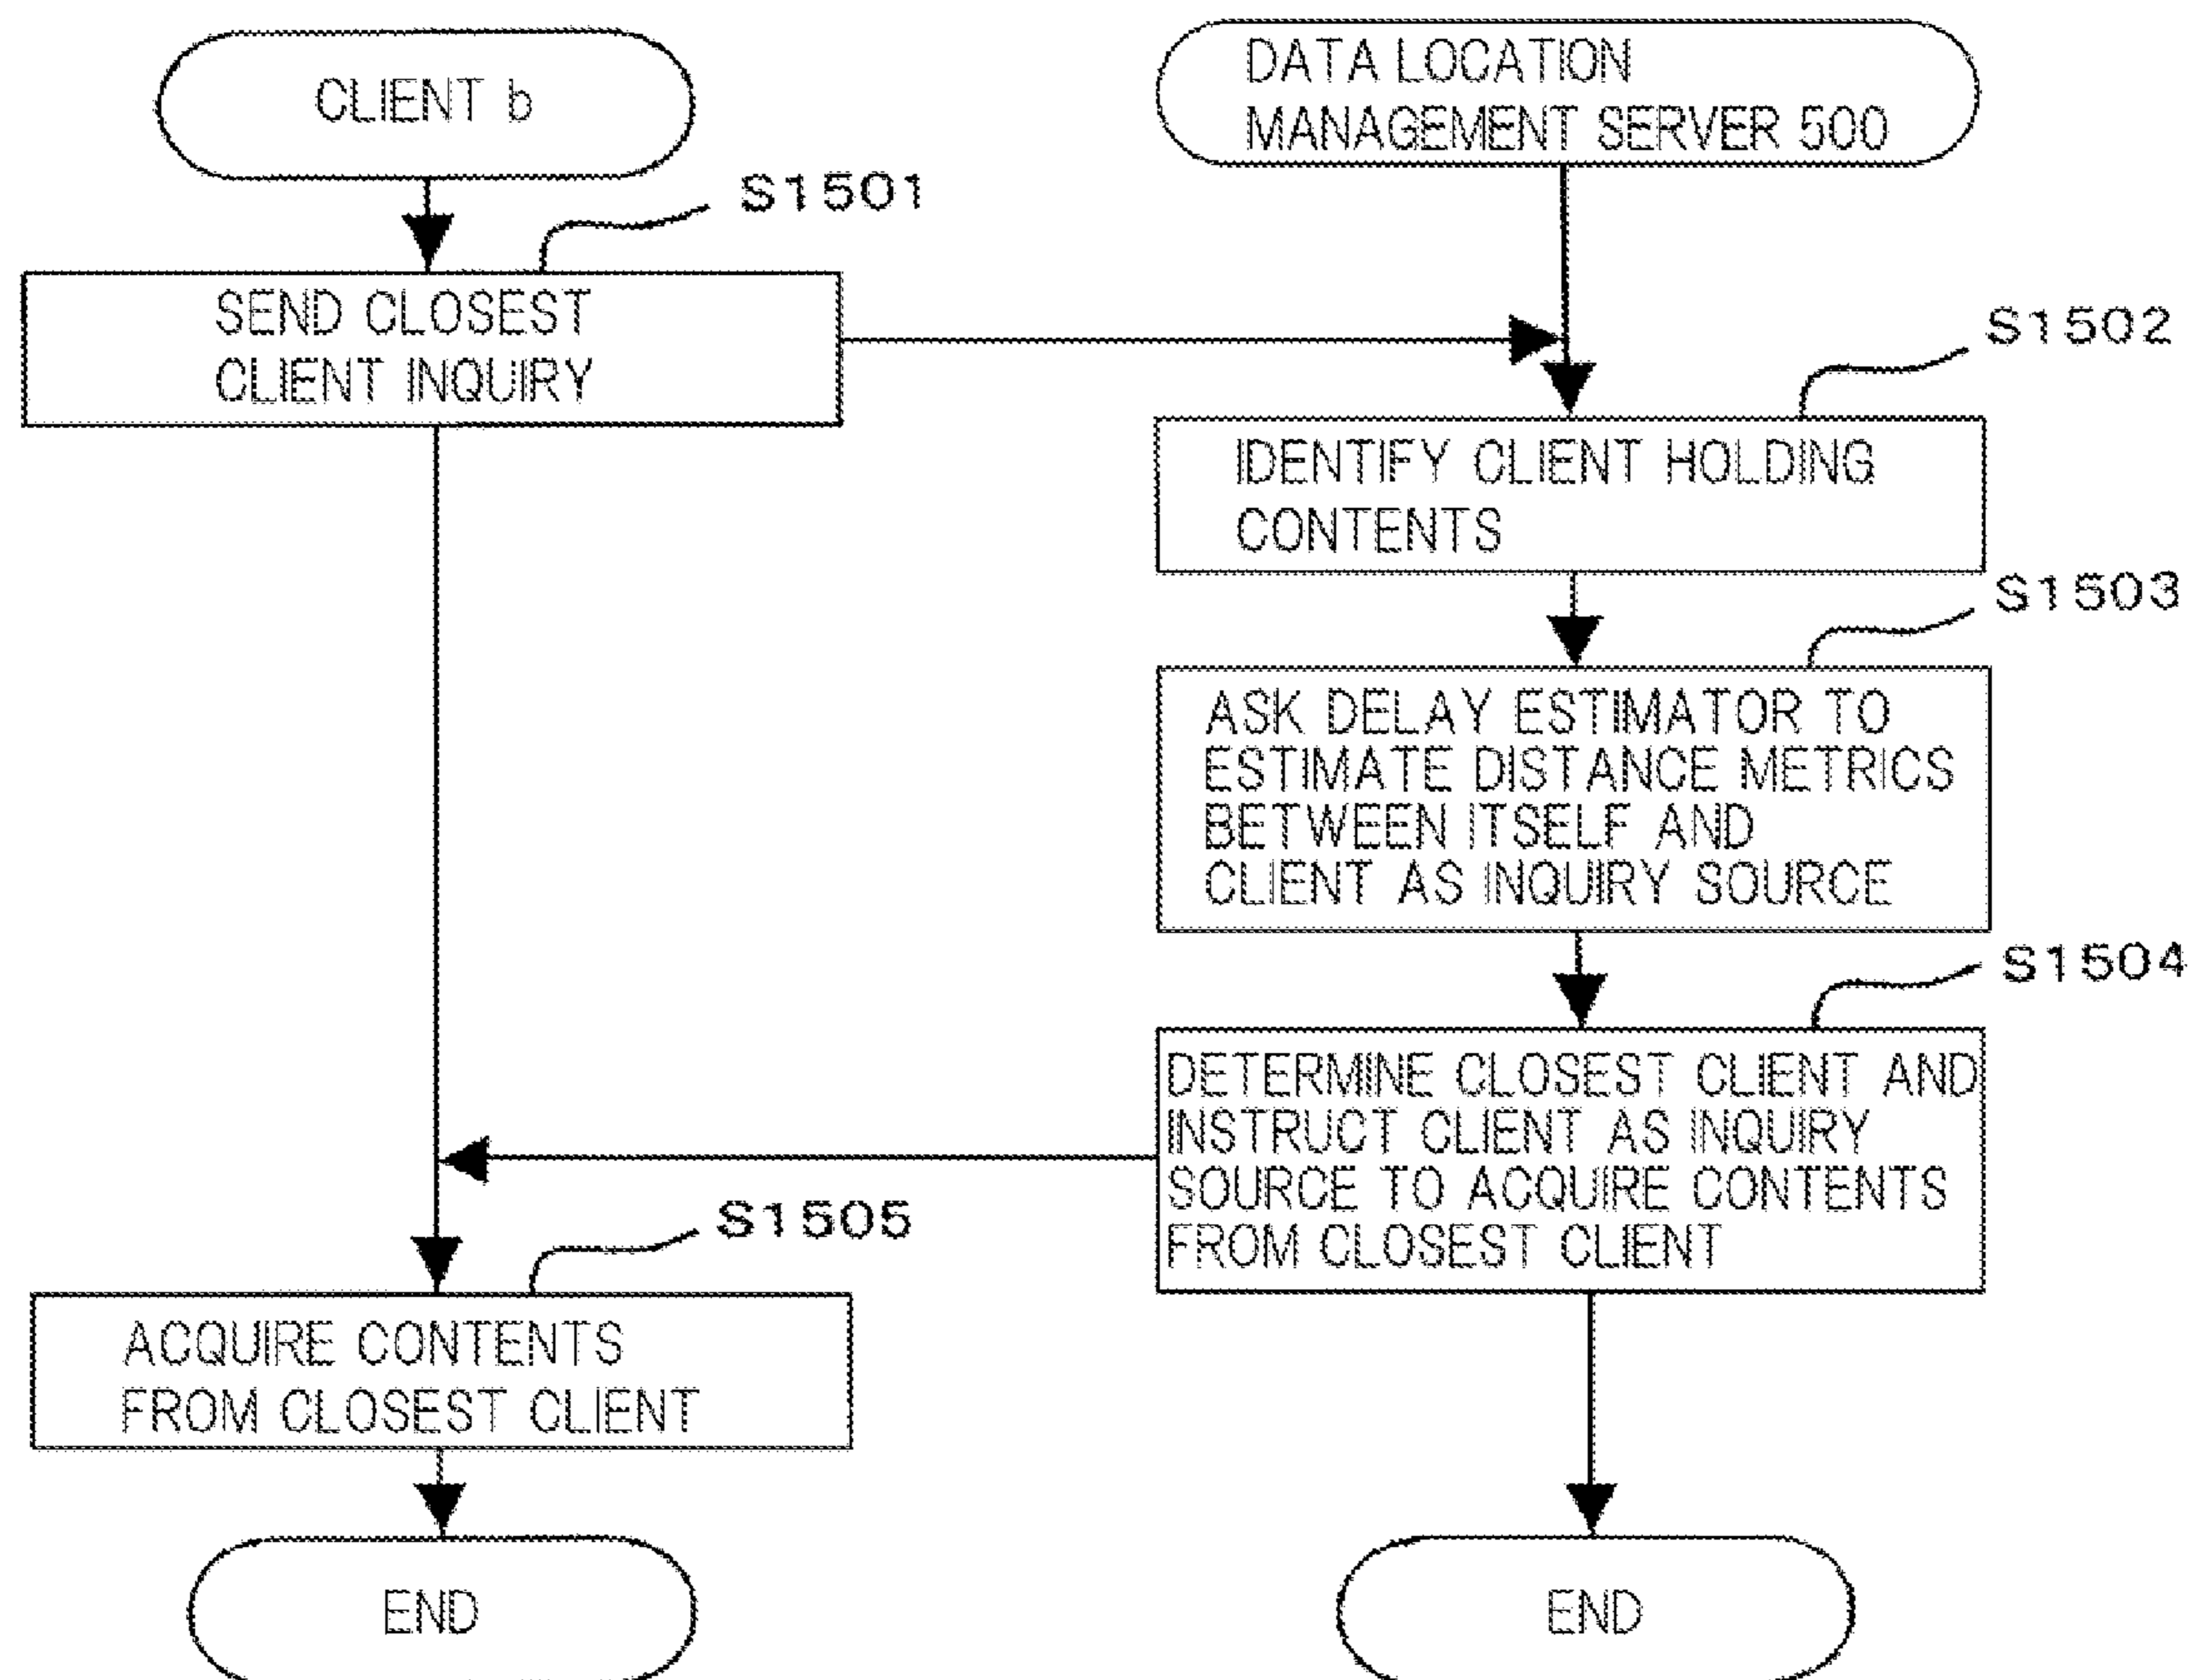 CLIENT b
DATA LOCATION
MANAGEMENT SERVER 500
S1501
SEND CLOSEST
CLIENT INQUIRY
S1502
IDENTIFY CLIENT HOLDING
CONTENTS
S1503
ASK DELAY ESTIMATOR TO
ESTIMATE DISTANCE METRICS
BETWEEN ITSELF AND
CLIENT AS INQUIRY SOURCE
S1504
DETERMINE CLOSEST CLIENT AND
INSTRUCT CLIENT AS INQUIRY
SOURCE TO ACQUIRE CONTENTS
FROM CLOSEST CLIENT
S1505
ACQUIRE CONTENTS
FROM CLOSEST CLIENT
END
END